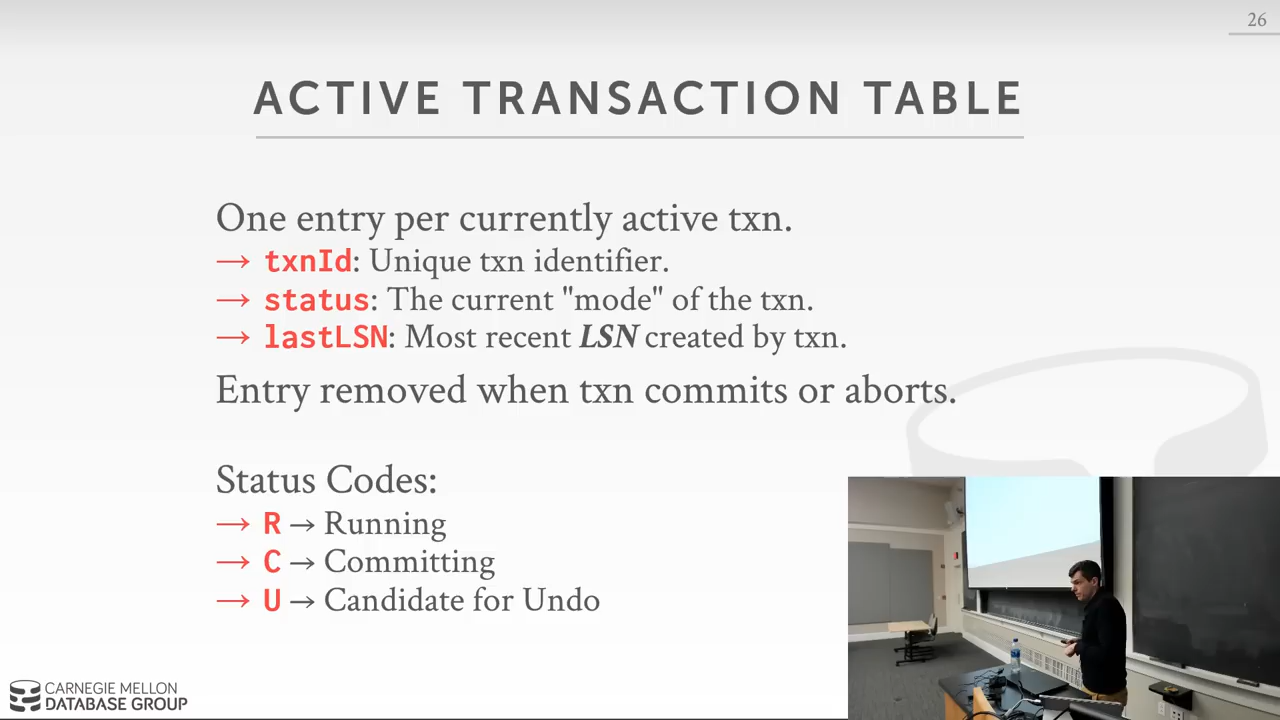 26
ACTIVE TRANSACTION TABLE
One entry per currently active txn.
→ txnId: Unique txn identifier.
→ status: The current "mode" of the txn.
→ lastLSN: Most recent LSN created by txn.
Entry removed when txn commits or aborts.
Status Codes:
→ R → Running
→ C → Committing
→ U → Candidate for Undo
CARNEGIE MELLON
DATABASE GROUP